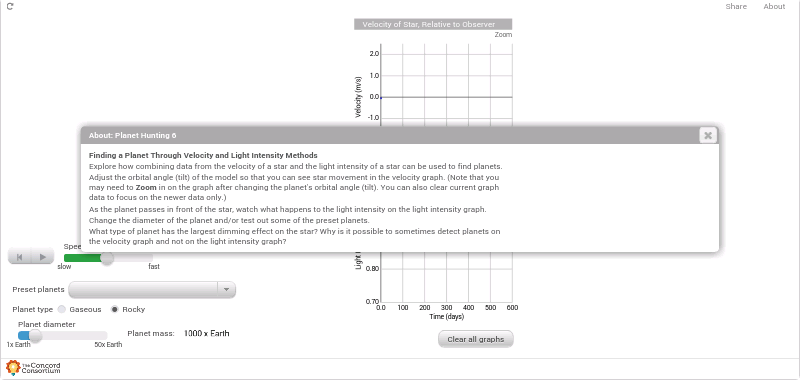 Share About
Velocity of Star, Relative to Observer
Zoom
2.0
1.0
0.0
-1.0
Velocity (m/s)
About: Planet Hunting 6
Finding a Planet Through Velocity and Light Intensity Methods
Explore how combining data from the velocity of a star and the light intensity of a star can be used to find planets.
Adjust the orbital angle (tilt) of the model so that you can see star movement in the velocity graph. (Note that you
may need to Zoom in on the graph after changing the planet's orbital angle (tilt). You can also clear current graph
data to focus on the newer data only.)
As the planet passes in front of the star, watch what happens to the light intensity on the light intensity graph.
Change the diameter of the planet and/or test out some of the preset planets.
What type of planet has the largest dimming effect on the star? Why is it possible to sometimes detect planets on
the velocity graph and not on the light intensity graph?
slow fast
Light
0.80
0.70
0.0 100 200 300 400 500 600
Time (days)
Preset planets
Planet type Gaseous Rocky
Planet diameter
1x Earth 50x Earth
Planet mass: 1000 x Earth
Clear all graphs
The Concord
Consortium